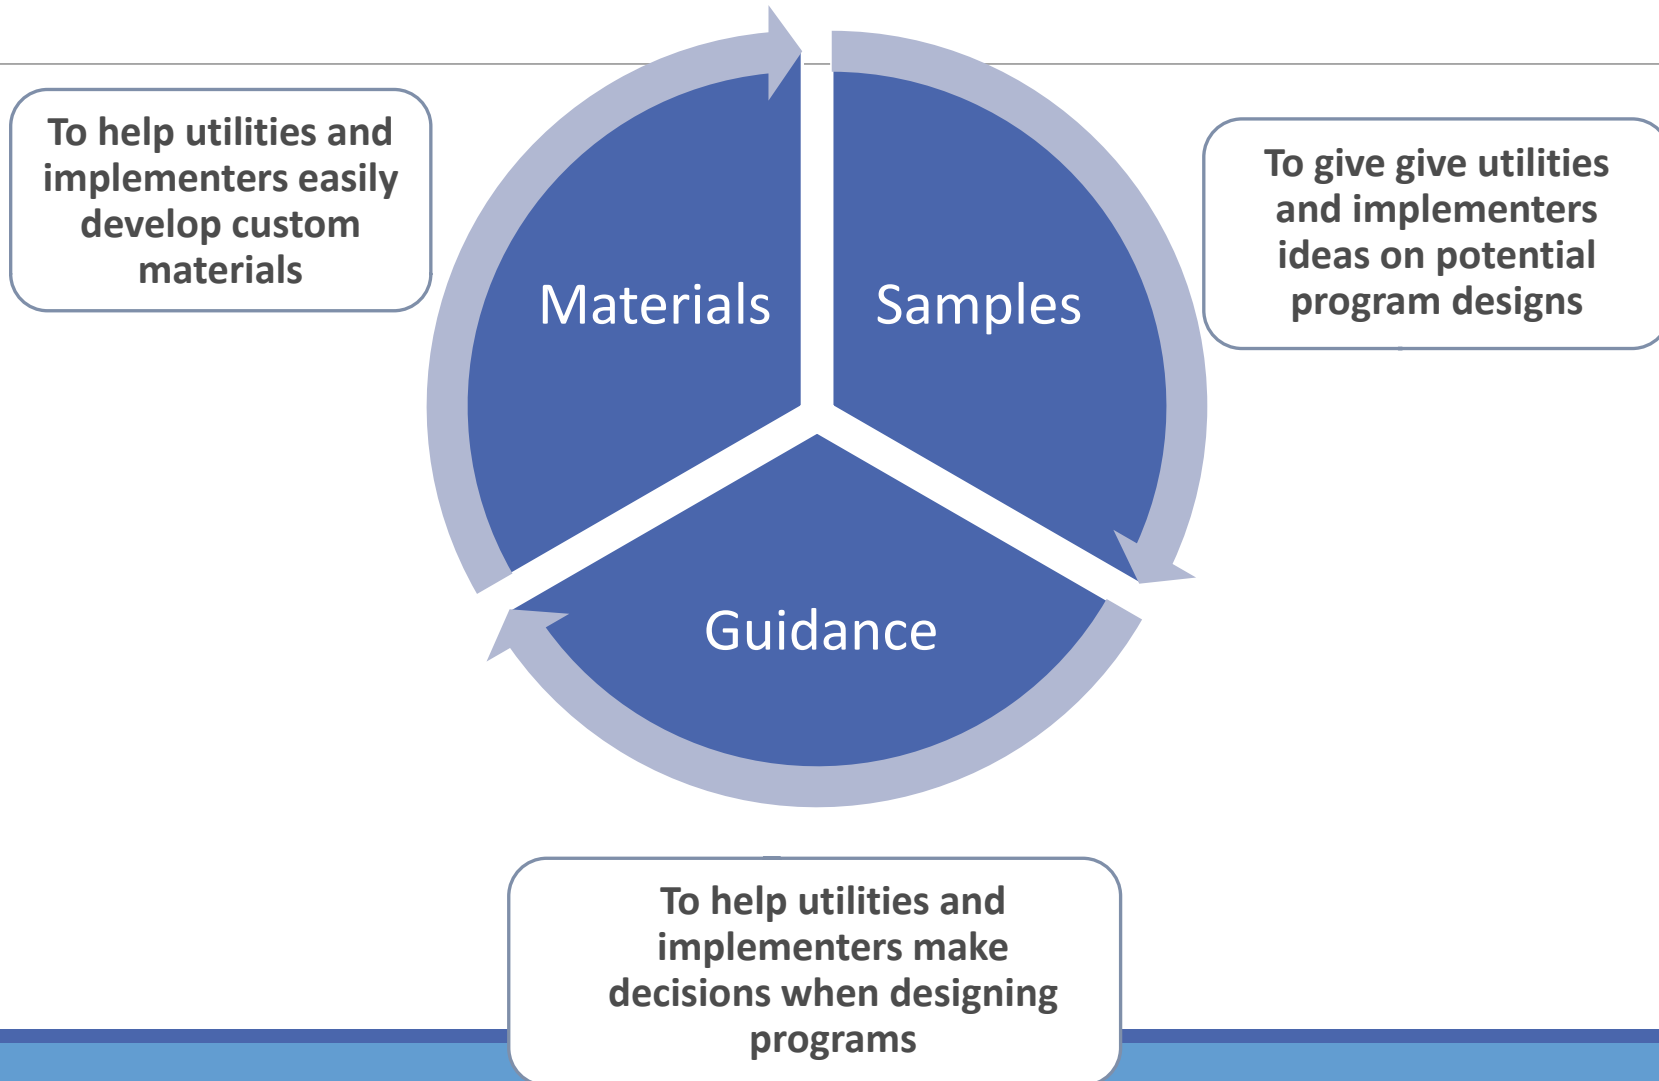 To help utilities and
implementers easily
develop custom
materials
Materials
Samples
To give give utilities
and implementers
ideas on potential
program designs
Guidance
To help utilities and
implementers make
decisions when designing
programs